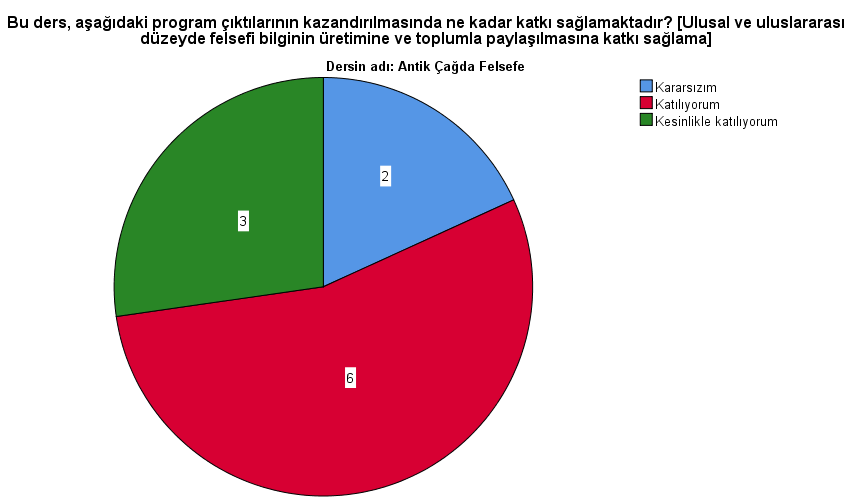 Bu ders, aşağıdaki program çıktılarının kazandırılmasında ne kadar katkı sağlamaktadır? [Ulusal ve uluslararası
düzeyde felsefi bilginin üretimine ve toplumla paylaşılmasına katkı sağlama]
Dersin adı: Antik Çağda Felsefe
Kararsızım
Katılıyorum
Kesinlikle katılıyorum
2
3
6